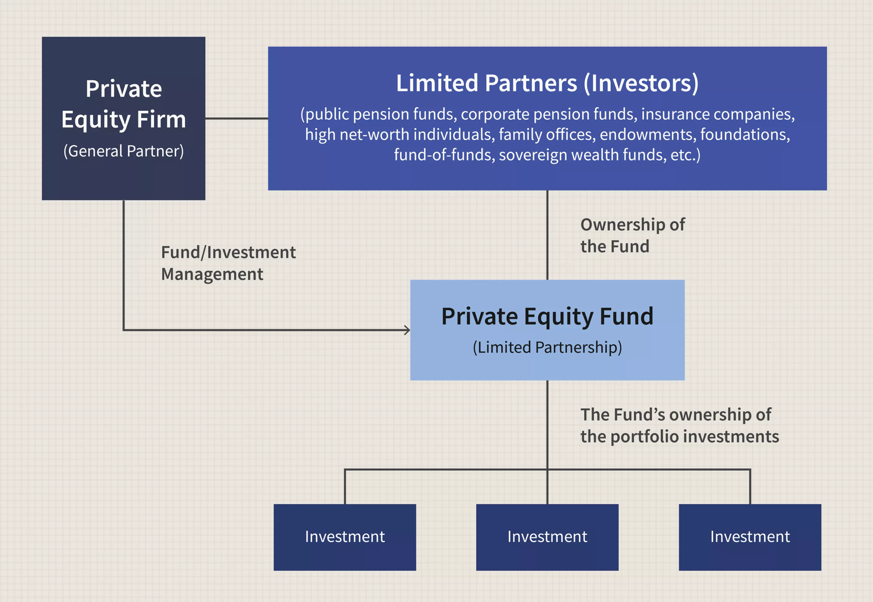 Private
Equity Firm
(General Partner)
Limited Partners (Investors)
(public pension funds, corporate pension funds, insurance companies,
high net-worth individuals, family offices, endowments, foundations,
fund-of-funds, sovereign wealth funds, etc.)
Fund/Investment
Management
Ownership of
the Fund
Private Equity Fund
(Limited Partnership)
The Fund’s ownership of
the portfolio investments
Investment
Investment
Investment